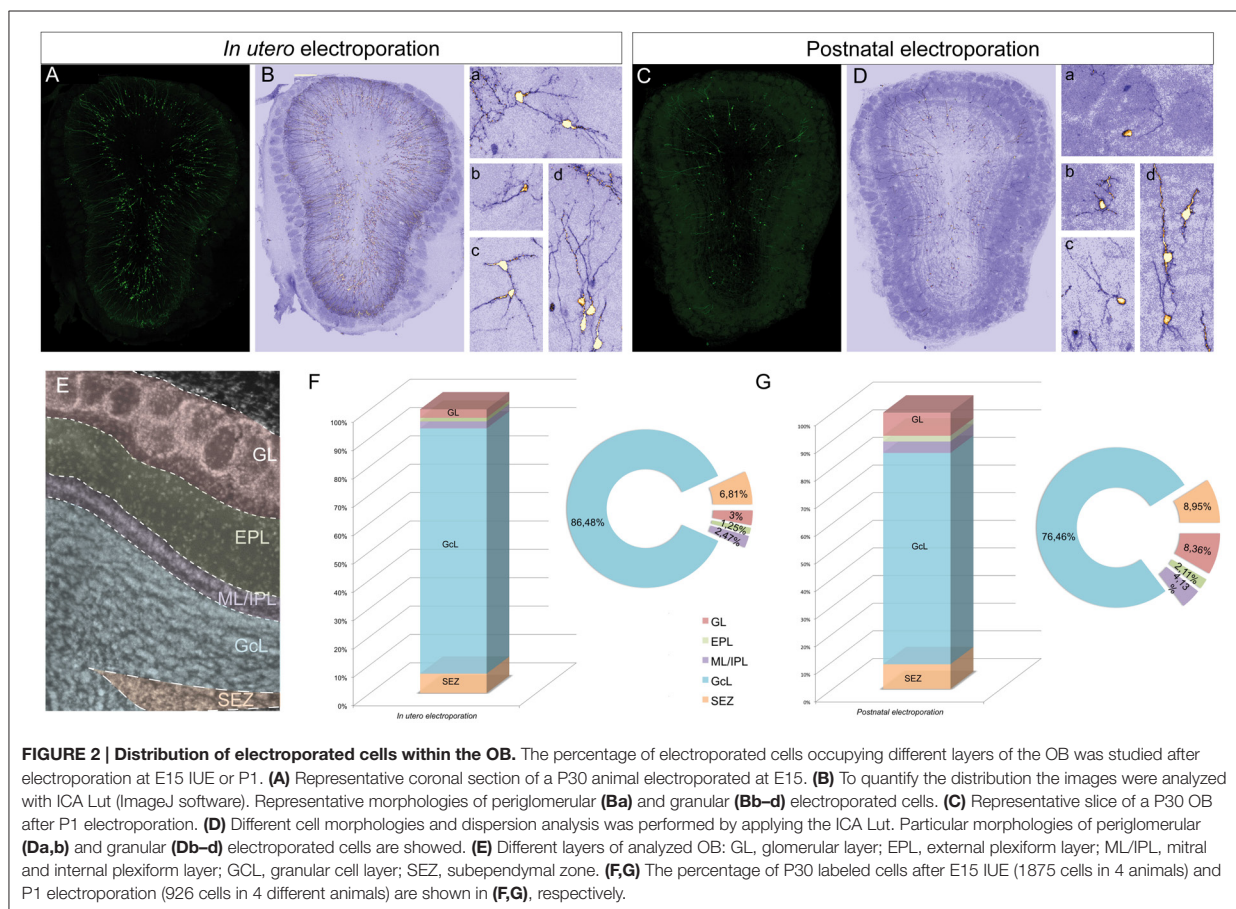 In utero electroporation
Postnatal electroporation
A
B
a
b
c
d
C
D
a
b
c
d
E
GL
EPL
ML/IPL
GcL
SEZ
F
100%
90%
80%
70%
60%
50%
40%
30%
20%
10%
0%
GL
GcL
SEZ
In utero electroporation
86,48%
6,81%
3%
1,25%
2,47%
GL
EPL
ML/IPL
GcL
SEZ
G
100%
90%
80%
70%
60%
50%
40%
30%
20%
10%
0%
GL
GcL
SEZ
Postnatal electroporation
76,46%
8,95%
8,36%
2,11%
4,13
%
FIGURE 2 | Distribution of electroporated cells within the OB. The percentage of electroporated cells occupying different layers of the OB was studied after
electroporation at E15 IUE or P1. (A) Representative coronal section of a P30 animal electroporated at E15. (B) To quantify the distribution the images were analyzed
with ICA Lut (ImageJ software). Representative morphologies of periglomerular (Ba) and granular (Bb–d) electroporated cells. (C) Representative slice of a P30 OB
after P1 electroporation. (D) Different cell morphologies and dispersion analysis was performed by applying the ICA Lut. Particular morphologies of periglomerular
(Da,b) and granular (Db–d) electroporated cells are showed. (E) Different layers of analyzed OB: GL, glomerular layer; EPL, external plexiform layer; ML/IPL, mitral
and internal plexiform layer; GCL, granular cell layer; SEZ, subependymal zone. (F,G) The percentage of P30 labeled cells after E15 IUE (1875 cells in 4 animals) and
P1 electroporation (926 cells in 4 different animals) are shown in (F,G), respectively.